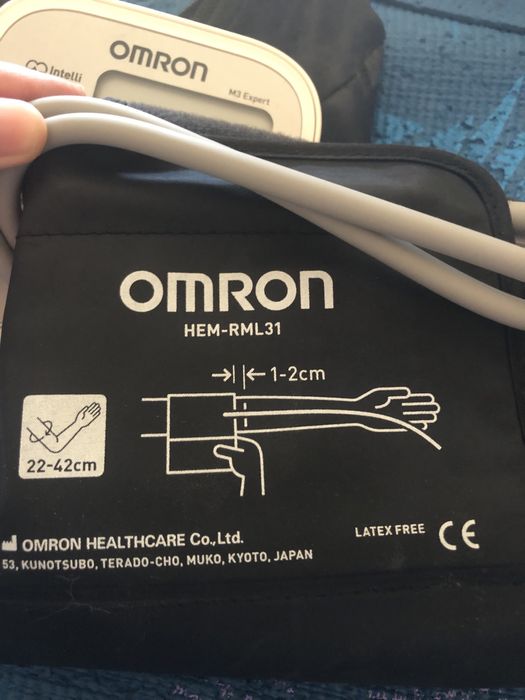 OMRON
Intelli
M3 Expert
OMRON
HEM-RML31
1-2cm
22-42cm
OMRON HEALTHCARE Co.,Ltd.
53, KUNOTSUBO, TERADO-CHO, MUKO, KYOTO, JAPAN
LATEX FREE
CE